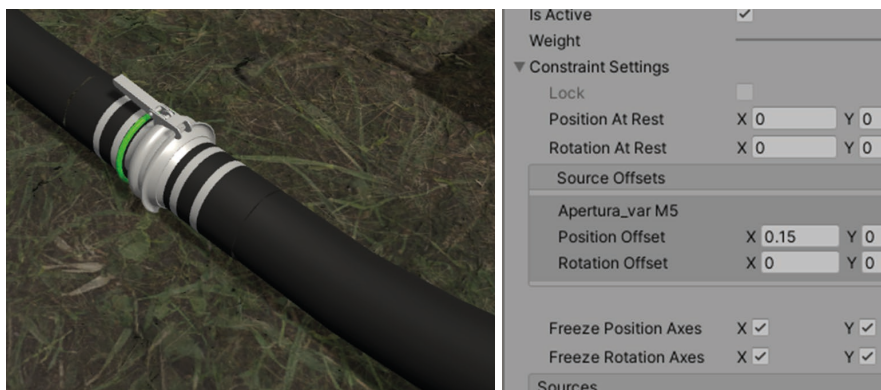 Is Active
Weight
Constraint Settings
Lock
Position At Rest X 0 Y 0
Rotation At Rest X 0 Y 0
Source Offsets
Apertura_var M5
Position Offset X 0.15 Y 0
Rotation Offset X 0 Y 0
Freeze Position Axes X Y
Freeze Rotation Axes X Y
Sources